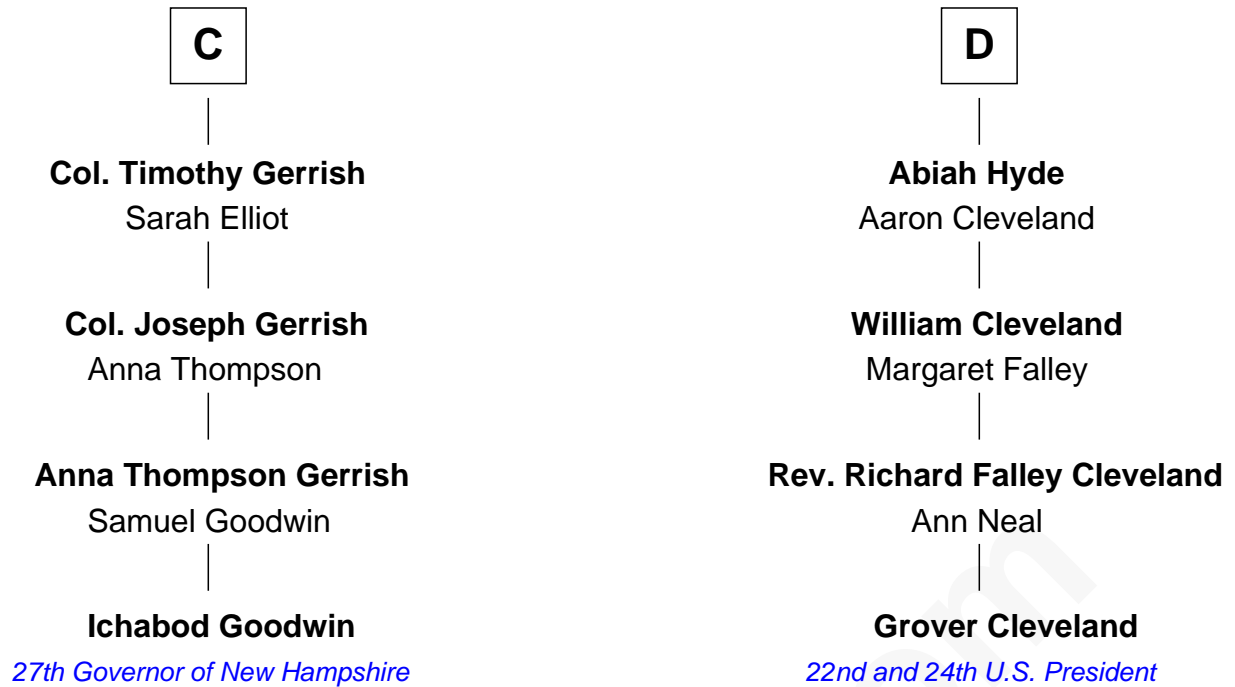 C
Col. Timothy Gerrish
Sarah Elliot
Col. Joseph Gerrish
Anna Thompson
Anna Thompson Gerrish
Samuel Goodwin
Ichabod Goodwin
27th Governor of New Hampshire
D
Abiah Hyde
Aaron Cleveland
William Cleveland
Margaret Falley
Rev. Richard Falley Cleveland
Ann Neal
Grover Cleveland
22nd and 24th U.S. President
om